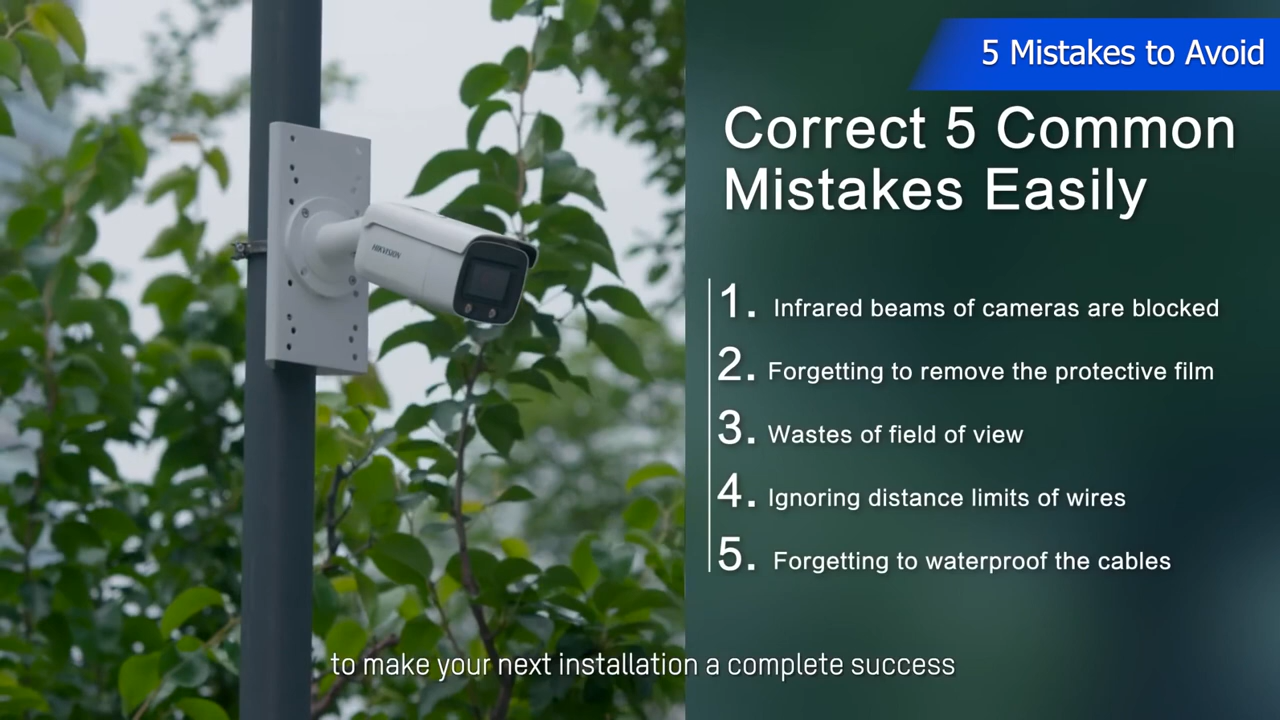 5 Mistakes to Avoid
Correct 5 Common
Mistakes Easily
HIKVISION
1. Infrared beams of cameras are blocked
2. Forgetting to remove the protective film
3. Wastes of field of view
4. Ignoring distance limits of wires
5. Forgetting to waterproof the cables
to make your next installation a complete success